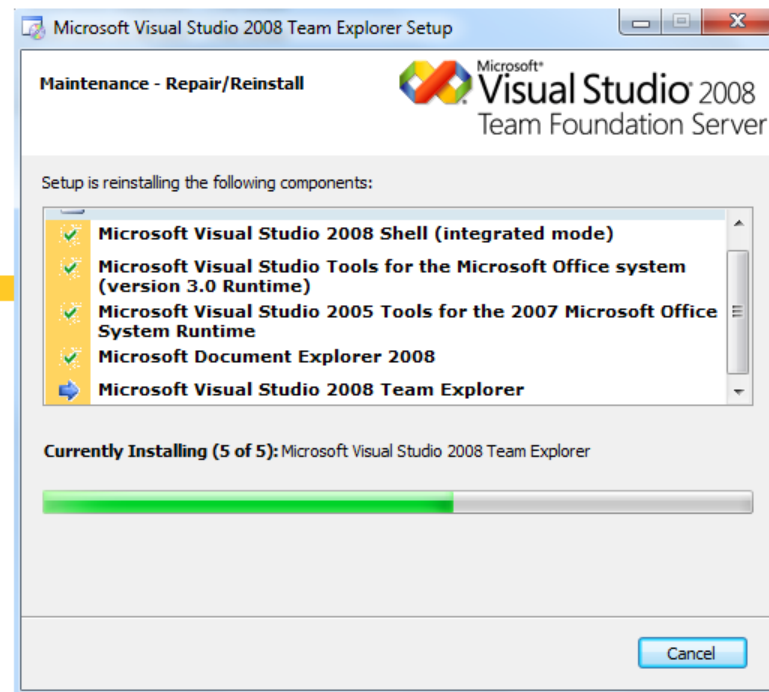 Microsoft Visual Studio 2008 Team Explorer Setup
Maintenance - Repair/Reinstall
Microsoft®
Visual Studio® 2008
Team Foundation Server
Setup is reinstalling the following components:
Microsoft Visual Studio 2008 Shell (integrated mode)
Microsoft Visual Studio Tools for the Microsoft Office system
(version 3.0 Runtime)
Microsoft Visual Studio 2005 Tools for the 2007 Microsoft Office
System Runtime
Microsoft Document Explorer 2008
Microsoft Visual Studio 2008 Team Explorer
Currently Installing (5 of 5): Microsoft Visual Studio 2008 Team Explorer
Cancel